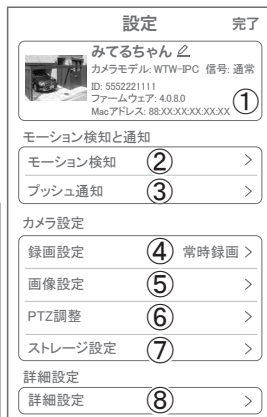 設定 完了
みてるちゃん
カメラモデル: WTW-IPC 信号: 通常
ID: 5552221111
ファームウェア: 4.0.8.0
Macアドレス: 88:XX:XX:XX:XX:XX ①
モーション検知と通知
モーション検知 ② >
プッシュ通知 ③ >
カメラ設定
録画設定 ④ 常時録画 >
画像設定 ⑤ >
PTZ調整 ⑥ >
ストレージ設定 ⑦ >
詳細設定
詳細設定 ⑧ >